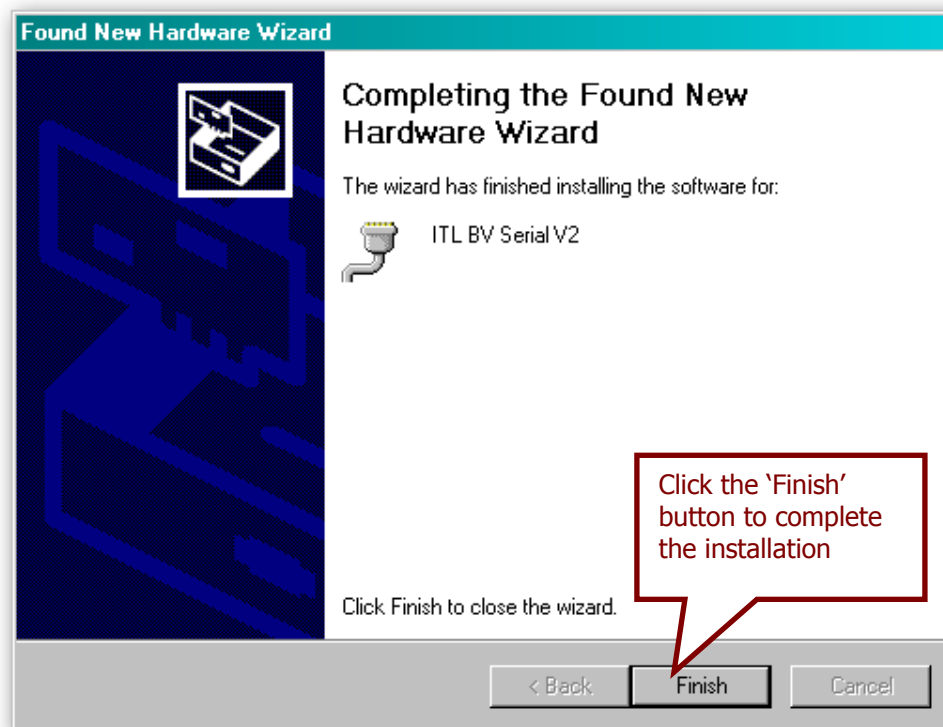 Found New Hardware Wizard
Completing the Found New
Hardware Wizard
The wizard has finished installing the software for:
ITL BV Serial V2
Click the ‘Finish’
button to complete
the installation
Click Finish to close the wizard.
< Back Finish Cancel